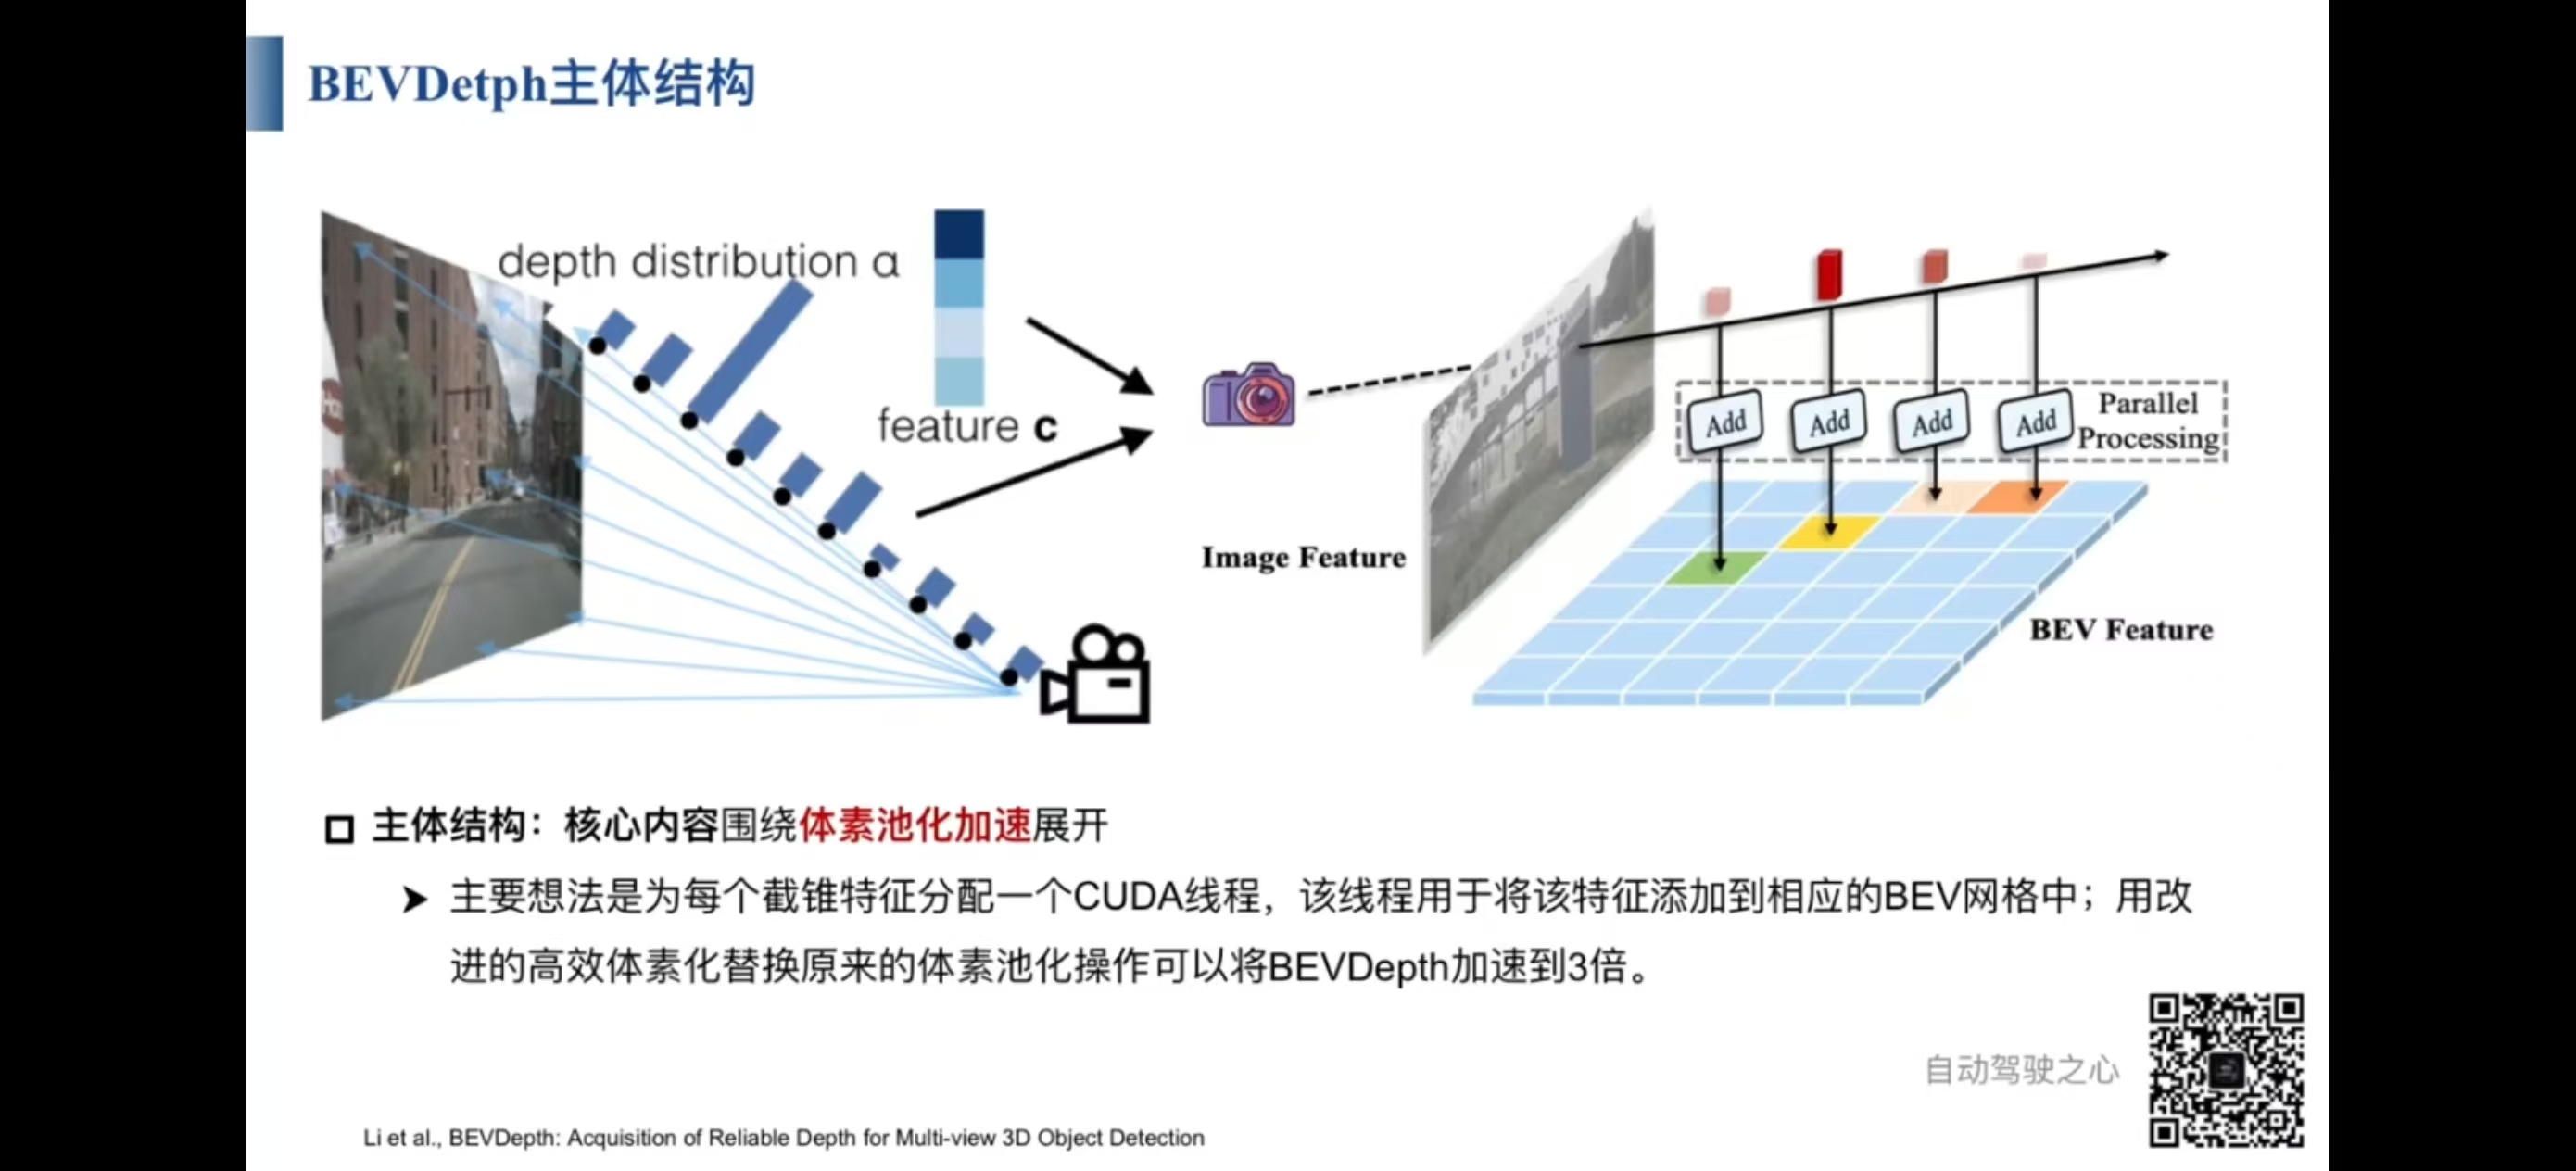 BEVDetph主体结构
depth distribution α
feature c
Image Feature
Add
Add
Add
Add
Parallel
Processing
BEV Feature
主体结构：核心内容围绕体素池化加速展开
主要想法是为每个截锥特征分配一个CUDA线程，该线程用于将该特征添加到相应的BEV网格中；用改
进的高效体素化替换原来的体素池化操作可以将BEVDepth加速到3倍。
自动驾驶之心
Li et al., BEVDepth: Acquisition of Reliable Depth for Multi-view 3D Object Detection